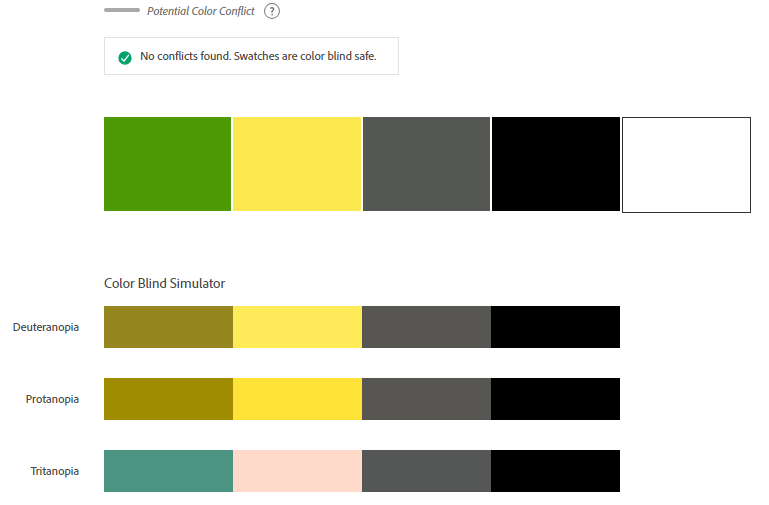 Potential Color Conflict ?
No conflicts found. Swatches are color blind safe.
Color Blind Simulator
Deuteranopia
Protanopia
Tritanopia